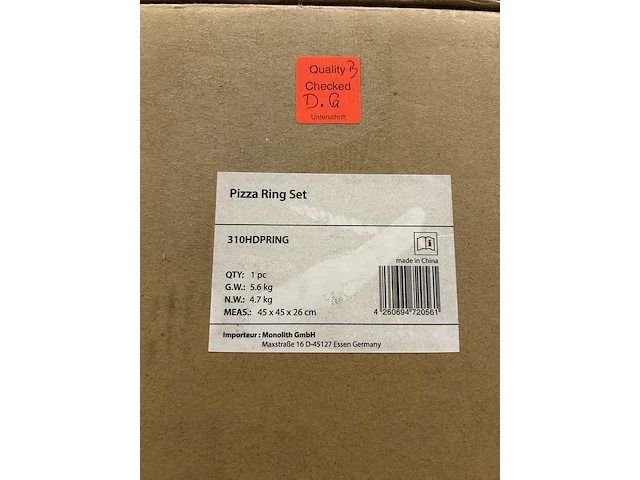 Quality B
Checked
D.G
Unterschrift
Pizza Ring Set
310HDPRING
made in China
QTY: 1 pc
G.W.: 5.6 kg
N.W.: 4.7 kg
MEAS.: 45 x 45 x 26 cm
4 260694 720561
Importeur : Monolith GmbH
Maxstraße 16 D-45127 Essen Germany